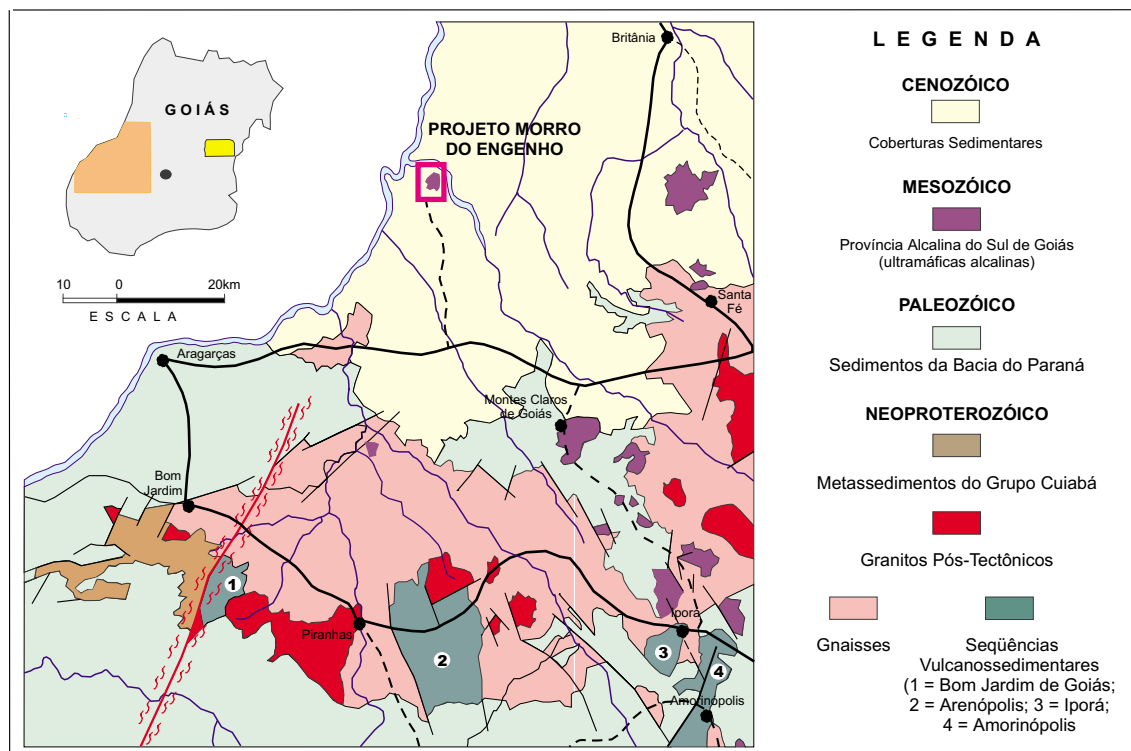 GOIÁS
10 0 20km
ESCALA
Britânia
PROJETO MORRO
DO ENGENHO
Santa
Fé
Aragarças
Montes Claros
de Goiás
Bom
Jardim
1
Piranhas
2
Iporá
3
4
Amorinópolis
LEGENDA
CENOZÓICO
Coberturas Sedimentares
MESOZÓICO
Província Alcalina do Sul de Goiás
(ultramáficas alcalinas)
PALEOZÓICO
Sedimentos da Bacia do Paraná
NEOPROTEROZÓICO
Metassedimentos do Grupo Cuiabá
Granitos Pós-Tectônicos
Gnaisses
Seqüências
Vulcanossedimentares
(1 = Bom Jardim de Goiás;
2 = Arenópolis; 3 = Iporá;
4 = Amorinópolis